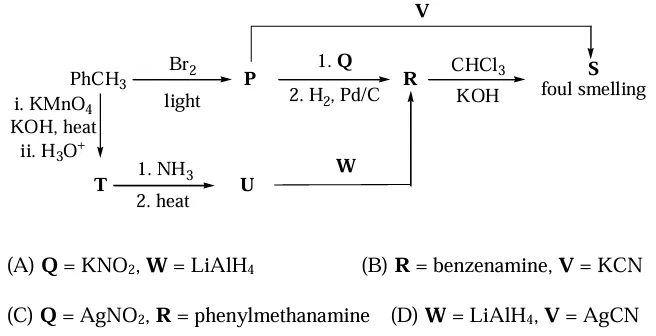 V
Br₂
1. Q
CHCl₃
S
PhCH₃
P
R
light
2. H₂, Pd/C
KOH
foul smelling
i. KMnO₄
KOH, heat
ii. H₃O⁺
1. NH₃
W
T
U
2. heat
(A) Q = KNO₂, W = LiAlH₄
(B) R = benzenamine, V = KCN
(C) Q = AgNO₂, R = phenylmethanamine
(D) W = LiAlH₄, V = AgCN